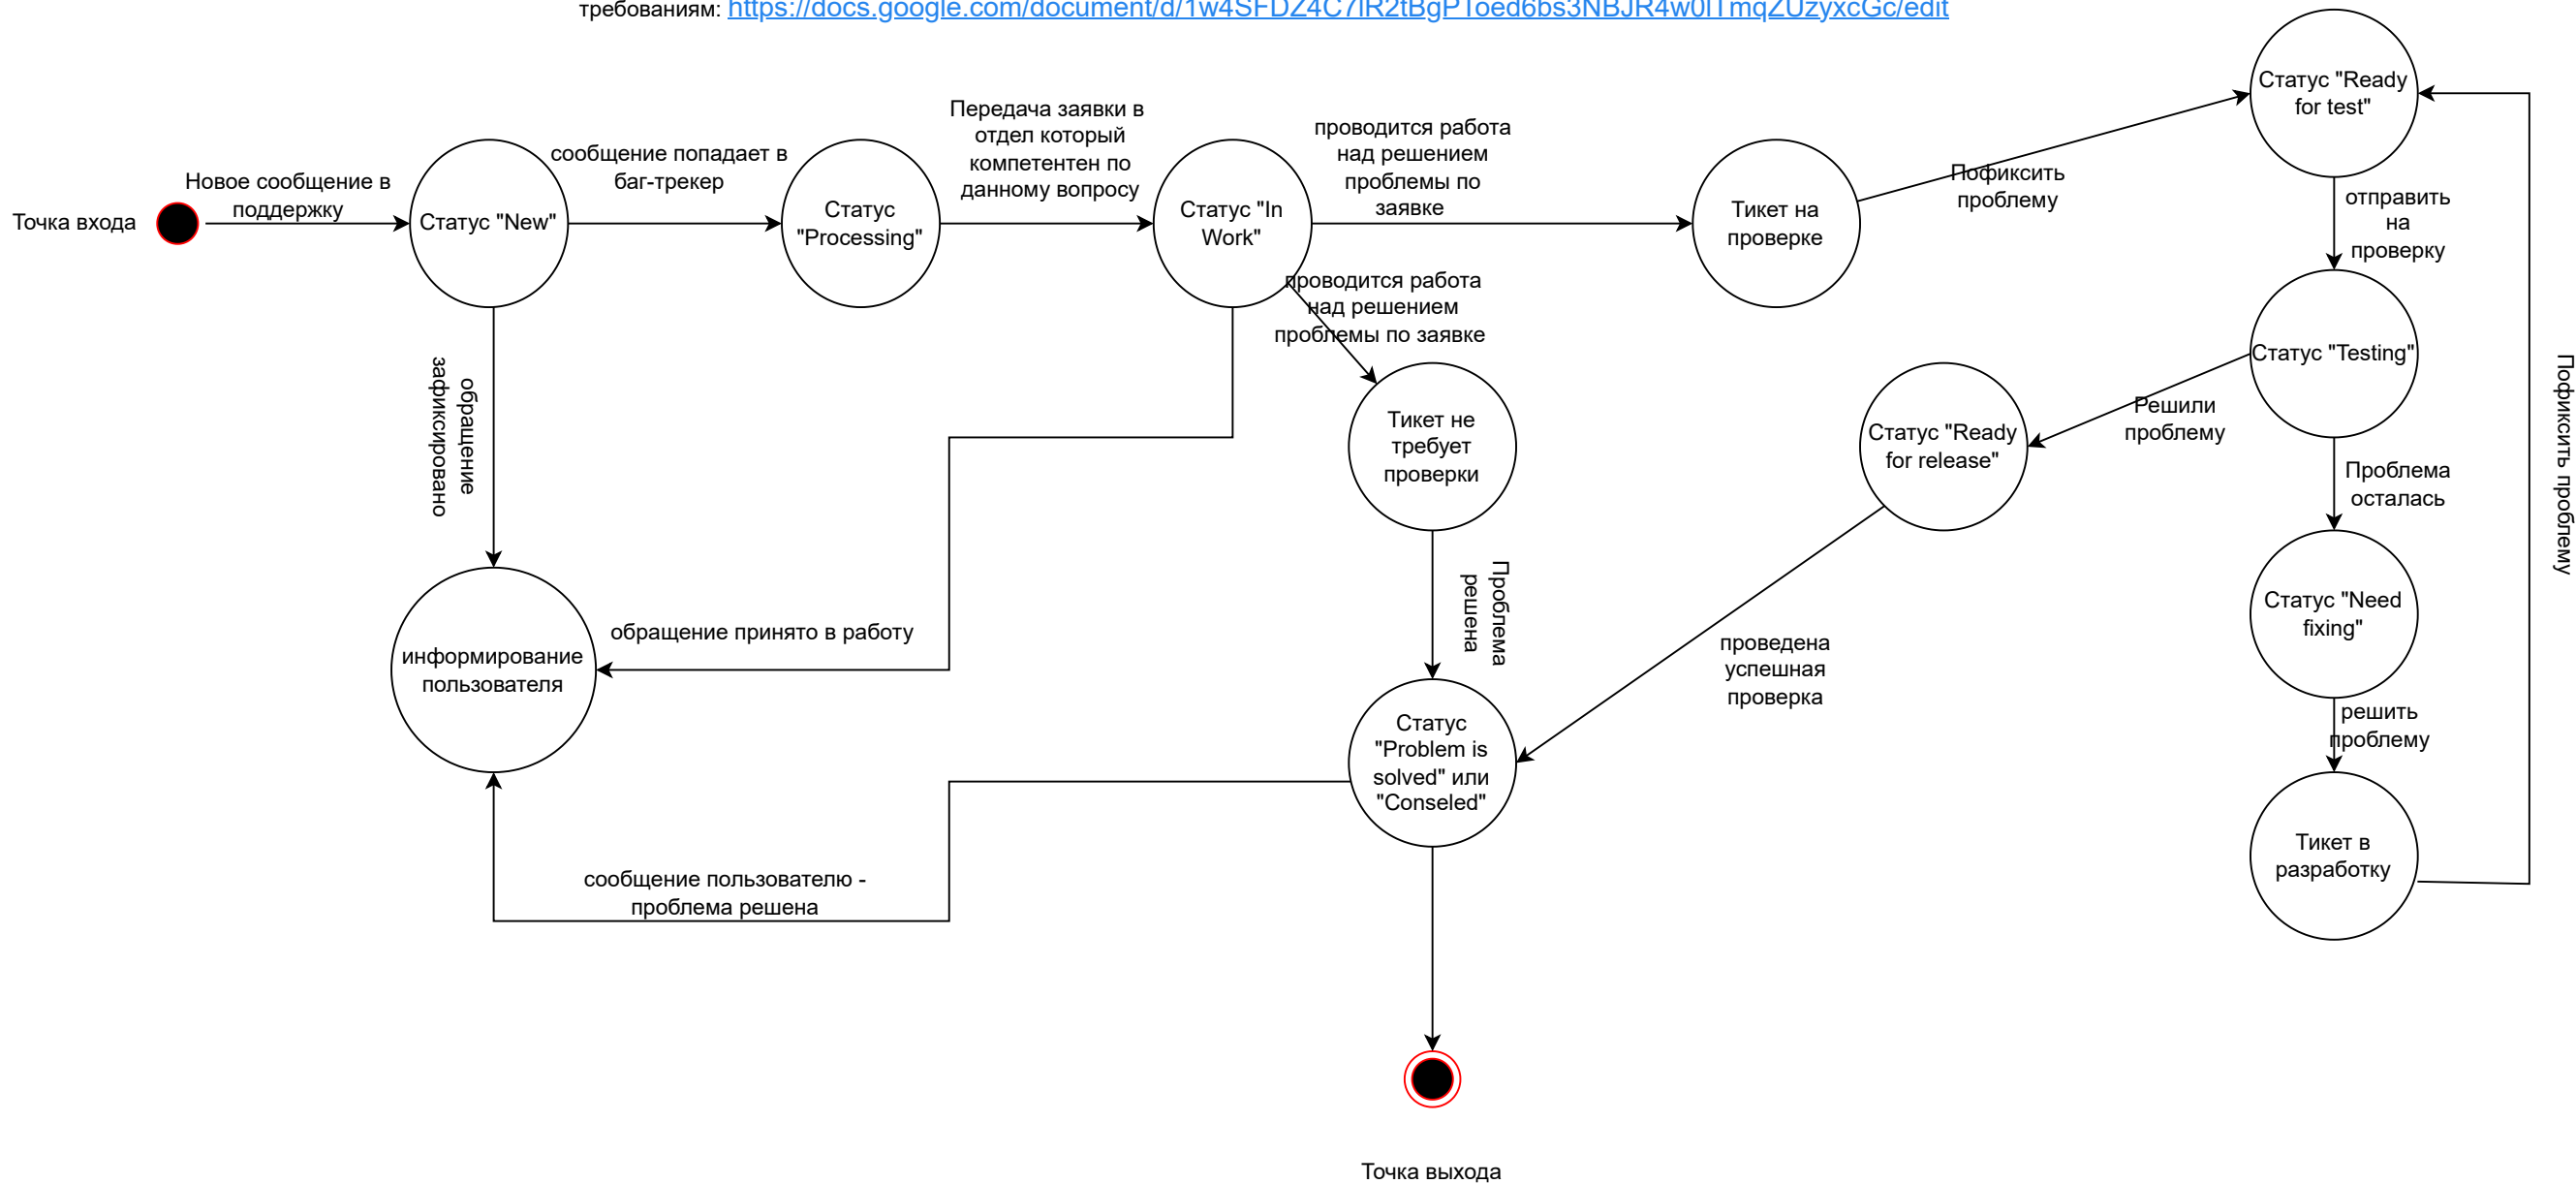 требованиям: https://docs.google.com/document/d/1w4SFDZ4C7lR2tBgPToed6bs3NBJR4w0lTmqZUzyxcGc/edit
Точка входа
Новое сообщение в
поддержку
Статус "New"
сообщение попадает в
баг-трекер
Статус
"Processing"
Передача заявки в
отдел который
компетентен по
данному вопросу
Статус "In
Work"
проводится работа
над решением
проблемы по
заявке
Тикет на
проверке
Пофиксить
проблему
Статус "Ready
for test"
отправить
на
проверку
проводится работа
над решением
проблемы по заявке
Статус "Testing"
Решили
проблему
Пофиксить проблему
обращение
зафиксировано
Тикет не
требует
проверки
Статус "Ready
for release"
Проблема
осталась
Статус "Need
fixing"
Проблема
решена
обращение принято в работу
информирование
пользователя
проведена
успешная
проверка
решить
проблему
Статус
"Problem is
solved" или
"Conseled"
Тикет в
разработку
сообщение пользователю -
проблема решена
Точка выхода